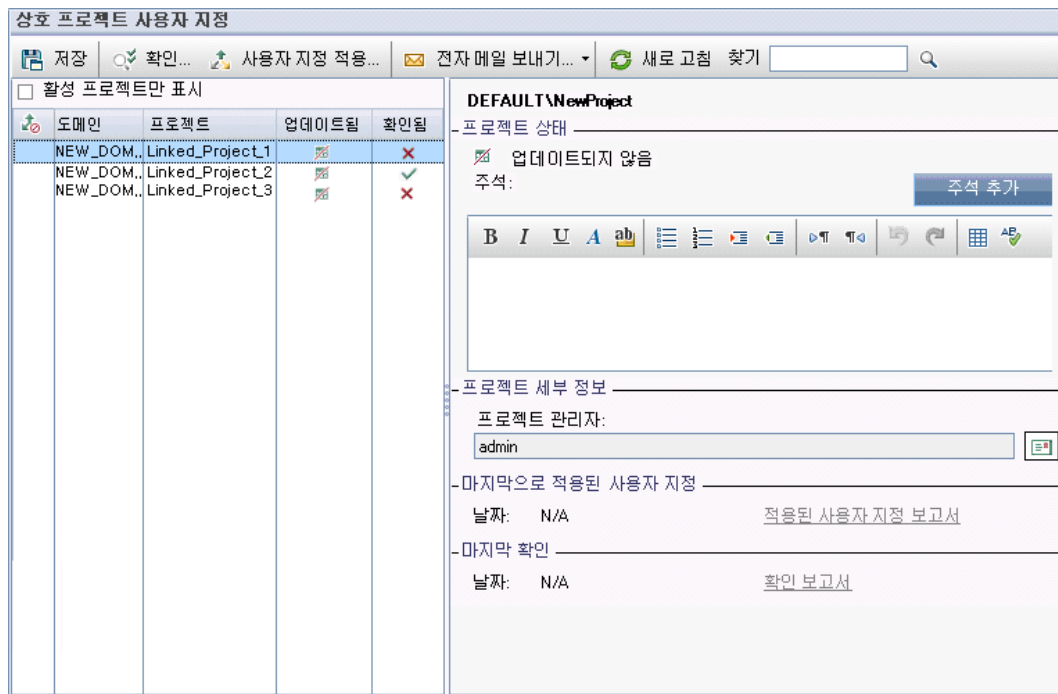 상호 프로젝트 사용자 지정
저장 확인... 사용자 지정 적용... 전자 메일 보내기... 새로 고침 찾기
활성 프로젝트만 표시
도메인 프로젝트 업데이트됨 확인됨
NEW_DOM.. Linked_Project_1
NEW_DOM.. Linked_Project_2
NEW_DOM.. Linked_Project_3
DEFAULT\NewProject
프로젝트 상태
업데이트되지 않음
주석:
주석 추가
B I U A ab
프로젝트 세부 정보
프로젝트 관리자:
admin
마지막으로 적용된 사용자 지정
날짜: N/A 적용된 사용자 지정 보고서
마지막 확인
날짜: N/A 확인 보고서